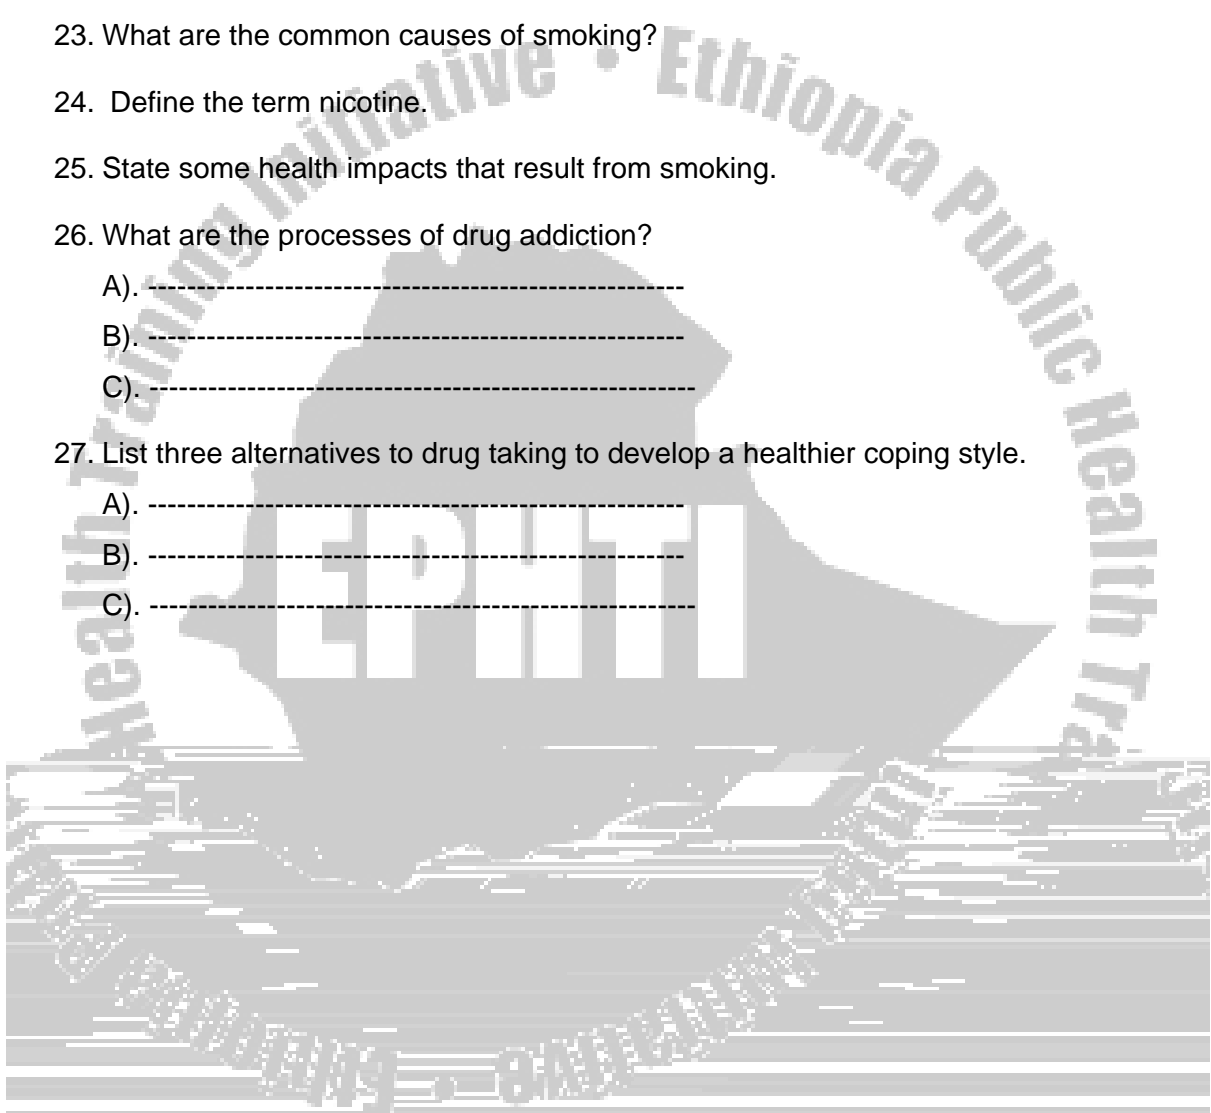 23. What are the common causes of smoking?
24. Define the term nicotine.
25. State some health impacts that result from smoking.
26. What are the processes of drug addiction?
A). -------------------------------------------------------
B). -------------------------------------------------------
C). --------------------------------------------------------
27. List three alternatives to drug taking to develop a healthier coping style.
A). -------------------------------------------------------
B). -------------------------------------------------------
C). --------------------------------------------------------
Health Training Initiative • Ethiopia Public Health Tra
EPHTI